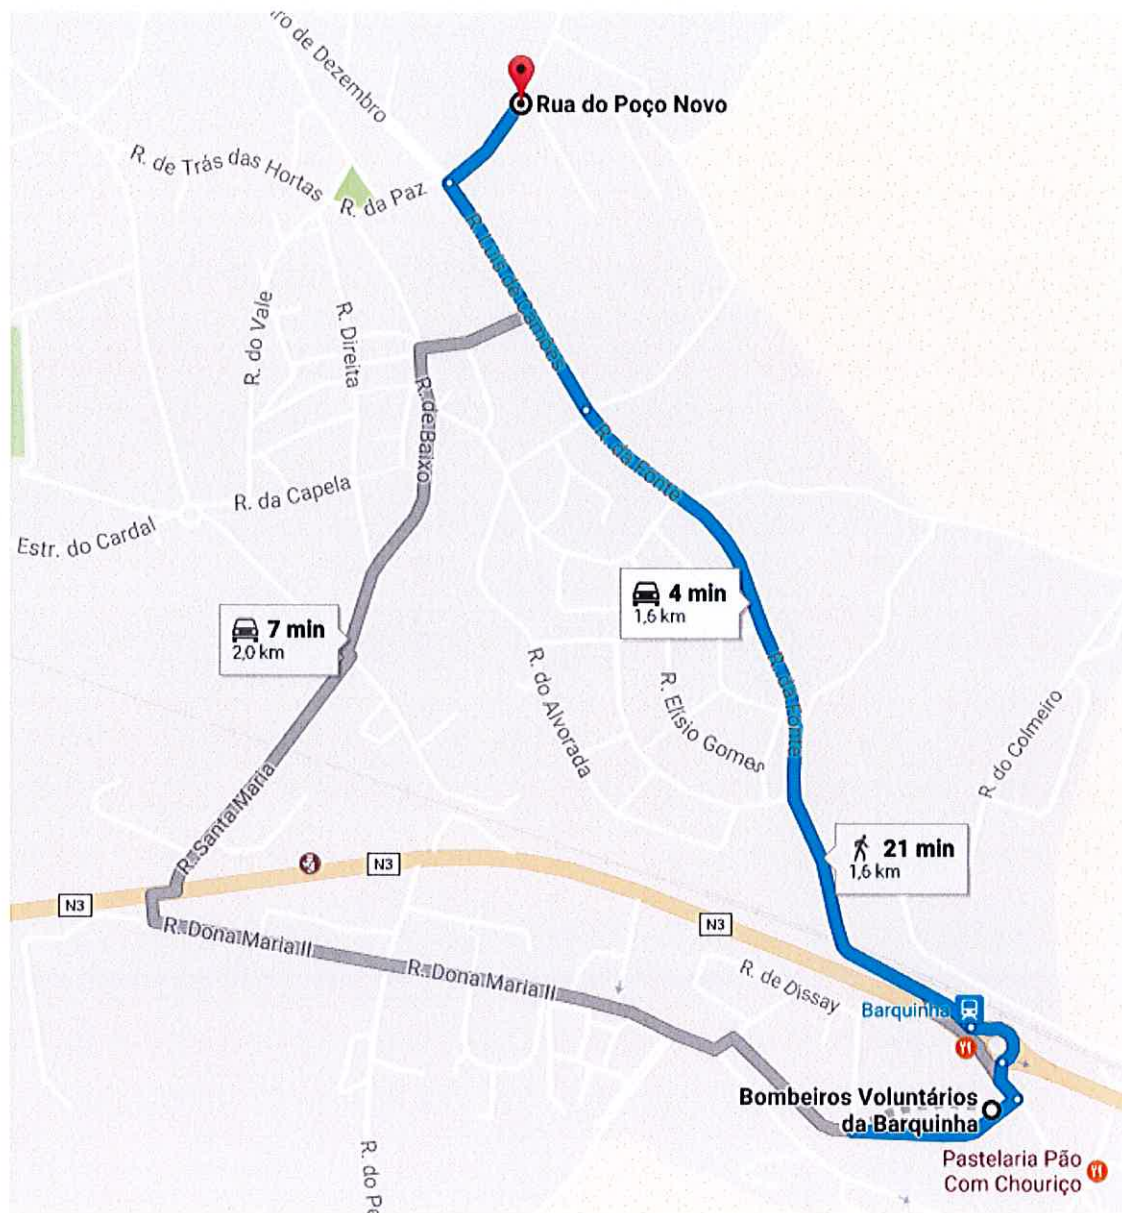 ro de Dezembro
Rua do Poço Novo
R. de Trás das Hortas
R. da Paz
R. Luís de Camões
R. do Vale
R. Direita
R. de Baixo
R. da Fonte
R. da Capela
Estr. do Cardal
4 min
1,6 km
7 min
2,0 km
R. da Fonte
R. do Alvorada
R. Elísio Gomes
R. do Colmeiro
R. Santa Maria
21 min
1,6 km
N3
N3
N3
R. Dona Maria II
R. Dona Maria II
R. de Dissay
Barquinha
Bombeiros Voluntários
da Barquinha
R. do Pe
Pastelaria Pão
Com Chouriço